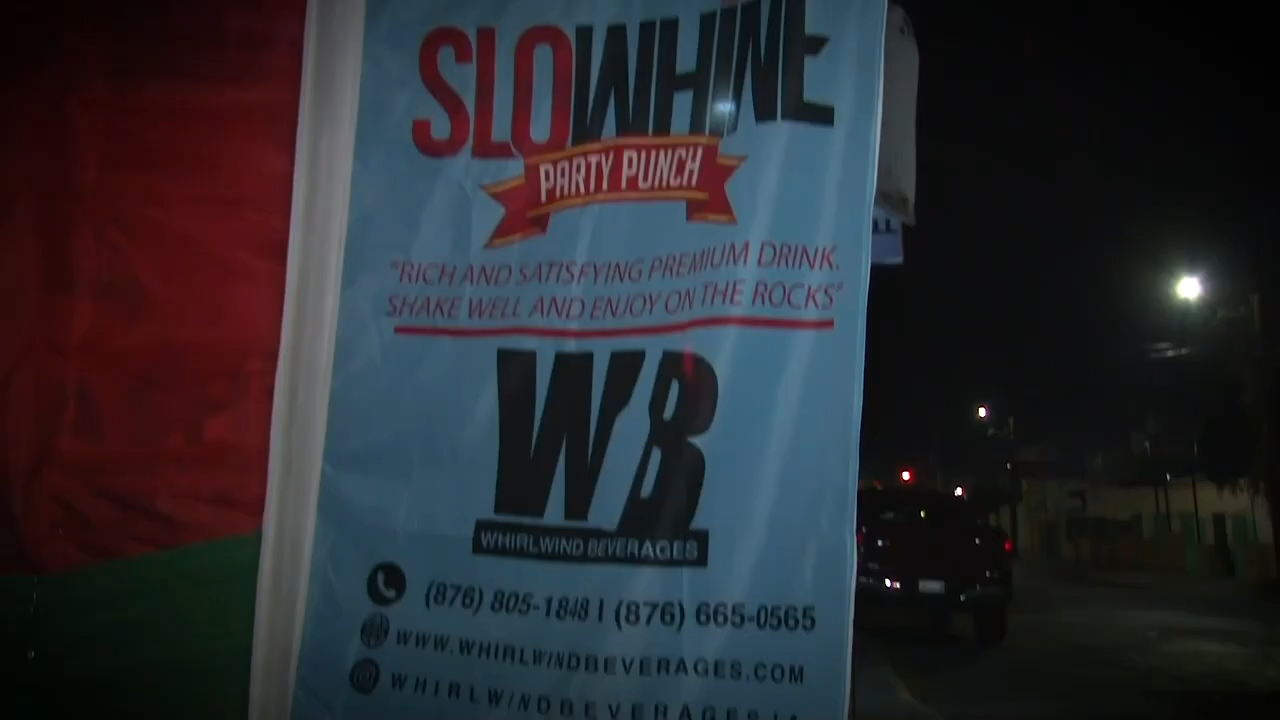 SLOWHINE
PARTY PUNCH
"RICH AND SATISFYING PREMIUM DRINK.
SHAKE WELL AND ENJOY ON THE ROCKS"
WB
WHIRLWIND BEVERAGES
(876) 805-1848 | (876) 665-0565
WWW.WHIRLWINDBEVERAGES.COM
WHIRLWINDBEVERAGES